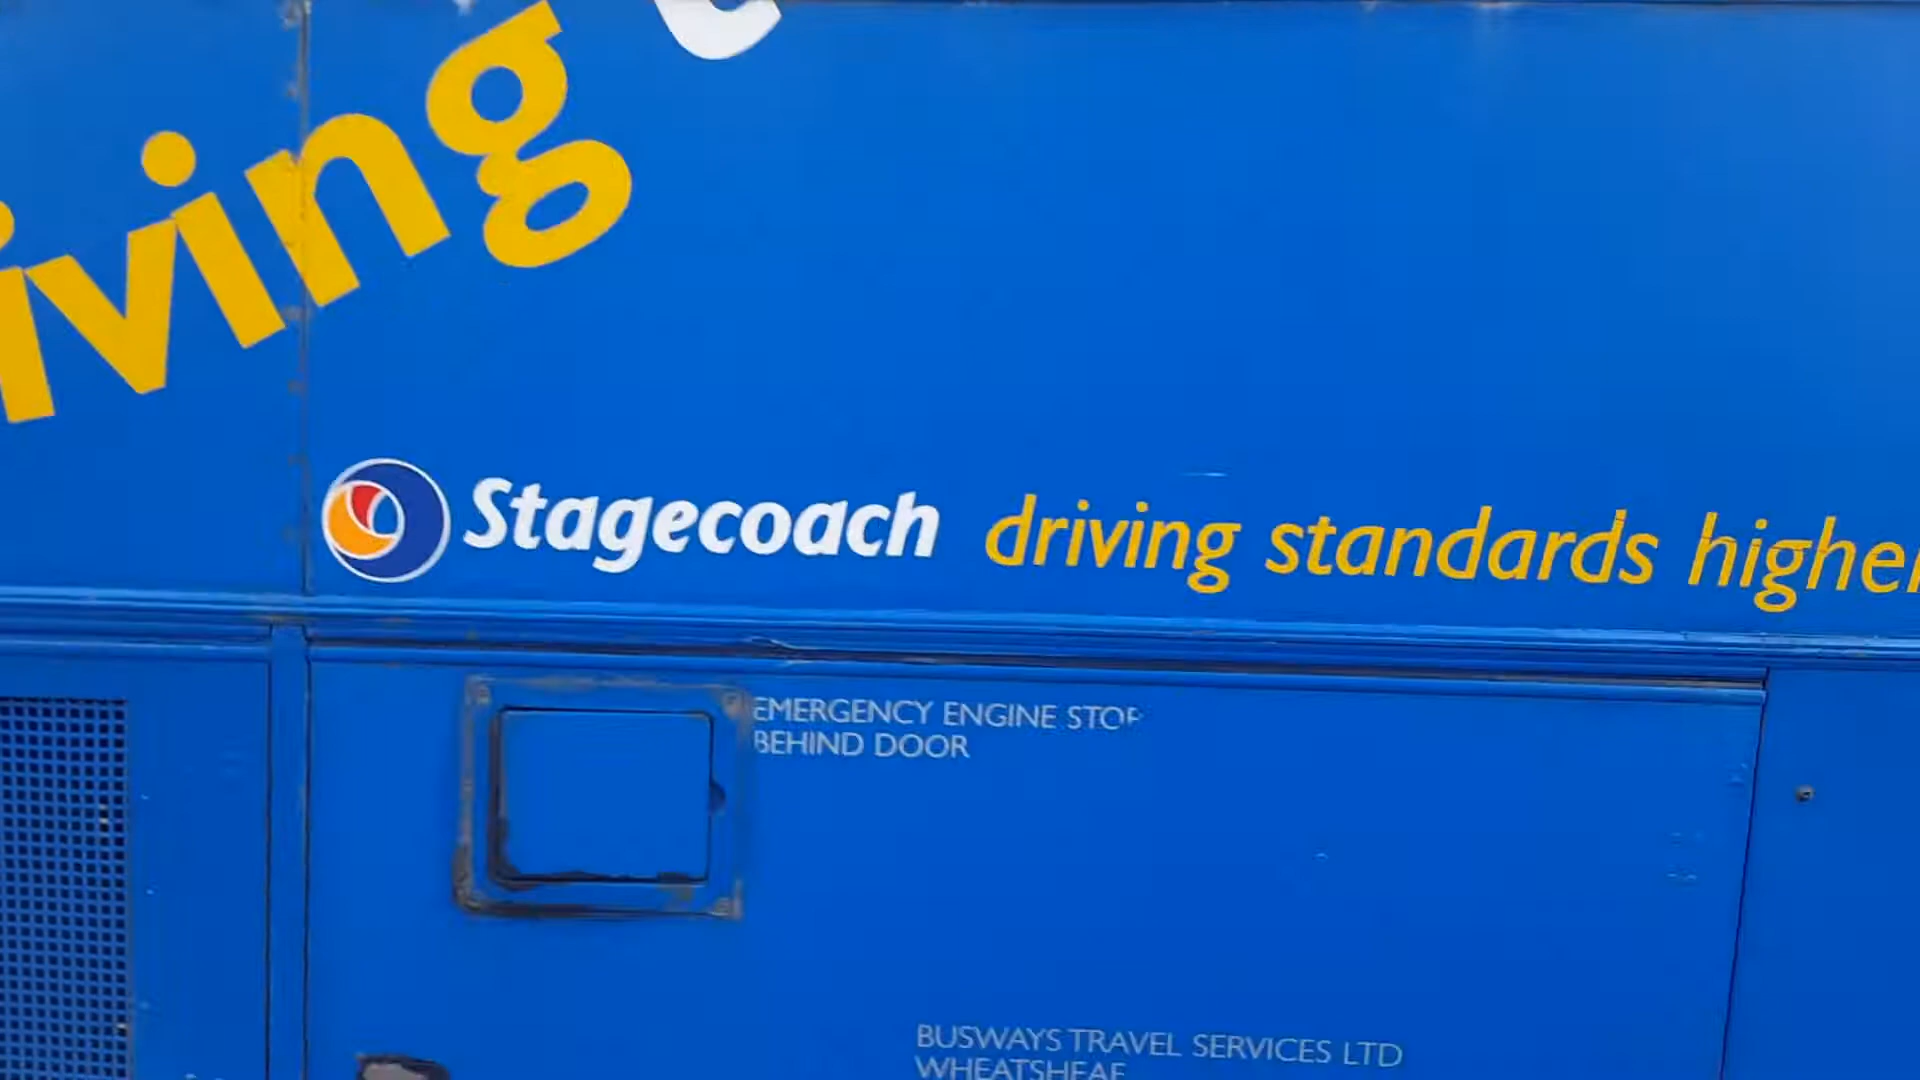 iving
Stagecoach driving standards higher
EMERGENCY ENGINE STOP
BEHIND DOOR
BUSWAYS TRAVEL SERVICES LTD
WHEATSHEAF